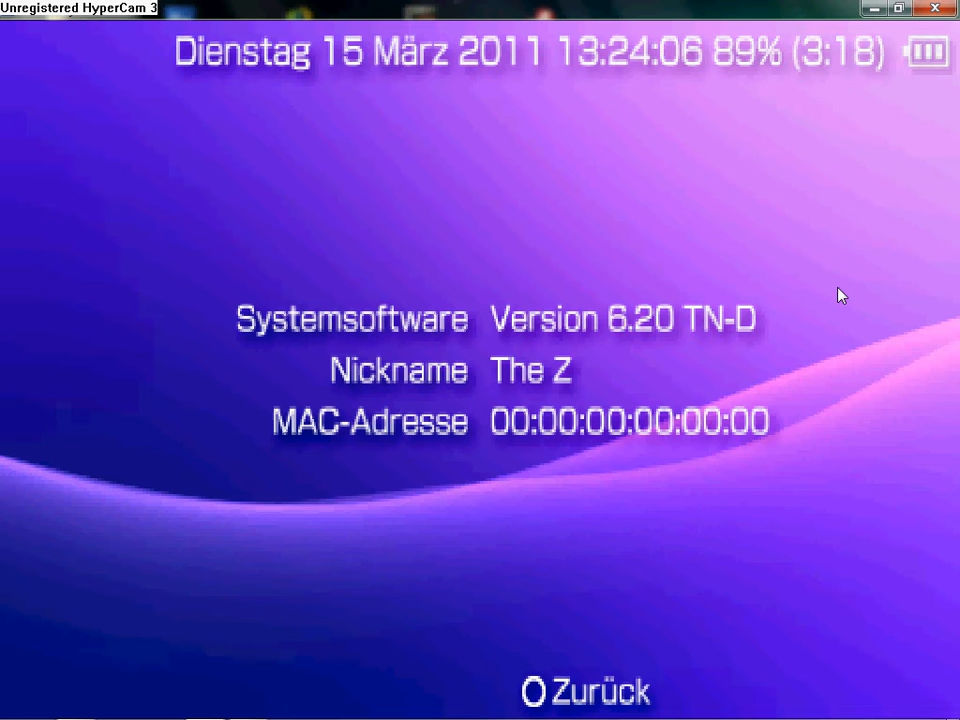 Unregistered HyperCam 3
Dienstag 15 März 2011 13:24:06 89% (3:18)
Systemsoftware Version 6.20 TN-D
Nickname The Z
MAC-Adresse 00:00:00:00:00:00
Zurück